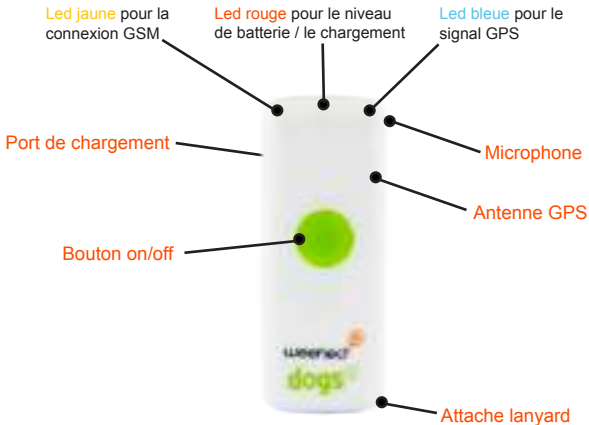 Led jaune pour la
connexion GSM
Led rouge pour le niveau
de batterie / le chargement
Led bleue pour le
signal GPS
Port de chargement
Microphone
Antenne GPS
Bouton on/off
weenect
dogs
Attache lanyard